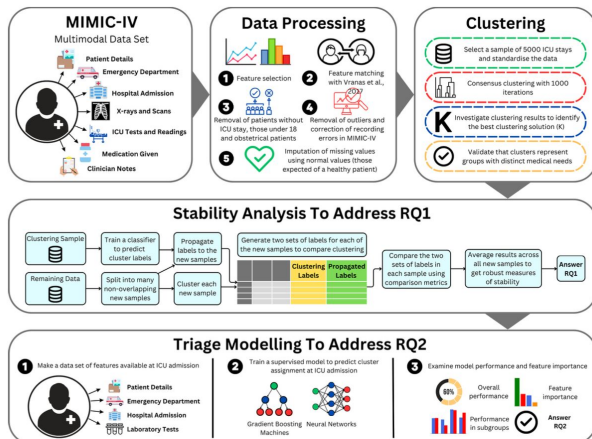 MIMIC-IV
Multimodal Data Set
Patient Details
Emergency Department
Hospital Admission
X-rays and Scans
ICU Tests and Readings
Medication Given
Clinician Notes
Data Processing
1
Feature selection
2
Feature matching
with Vranas et al.,
2017
3
Removal of patients without
ICU stay, those under 18
and obstetrical patients
4
Removal of outliers and
correction of recording
errors in MIMIC-IV
5
Imputation of missing values
using normal values (those
expected of a healthy patient)
Clustering
Select a sample of 5000 ICU stays
and standardise the data
Consensus clustering with 1000
iterations
K
Investigate clustering results to identify
the best clustering solution (K)
Validate that clusters represent
groups with distinct medical needs
Stability Analysis To Address RQ1
Clustering Sample
Train a classifier
to predict
cluster labels
Propagate
labels to the
new samples
Remaining Data
Split into many
non-overlapping
new samples
Cluster each
new sample
Generate two sets of labels for each of
the new samples to compare clustering
Clustering
Labels
Propagated
Labels
Compare the two
sets of labels in
each sample using
comparison metrics
Average results across
all new samples to
get robust measures
of stability
Answer
RQ1
Triage Modelling To Address RQ2
1
Make a data set of features available at ICU admission
Patient Details
Emergency Department
Hospital Admission
Laboratory Tests
2
Train a supervised model to predict cluster
assignment at ICU admission
Gradient Boosting
Machines
Neural Networks
3
Examine model performance and feature importance
60%
Overall
performance
Feature
importance
Performance
in subgroups
Answer
RQ2